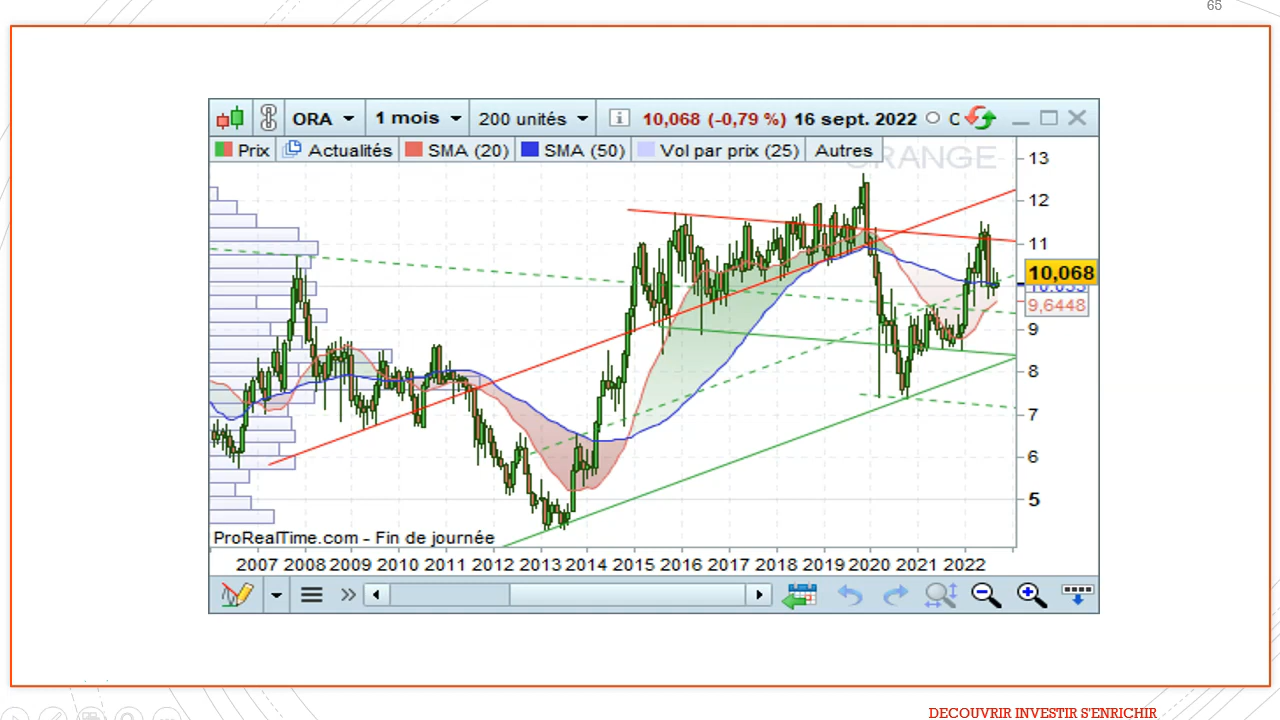 65
ORA 1 mois 200 unités 10,068 (-0,79 %) 16 sept. 2022
Prix Actualités SMA (20) SMA (50) Vol par prix (25) Autres
ORANGE
13
12
11
10,068
9,6448
9
8
7
6
5
ProRealTime.com - Fin de journée
2007 2008 2009 2010 2011 2012 2013 2014 2015 2016 2017 2018 2019 2020 2021 2022
DECOUVRIR INVESTIR S'ENRICHIR